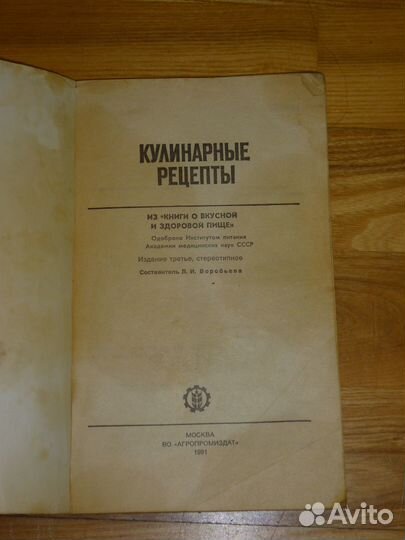 КУЛИНАРНЫЕ
РЕЦЕПТЫ
ИЗ «КНИГИ О ВКУСНОЙ
И ЗДОРОВОЙ ПИЩЕ»
Одобрено Институтом питания
Академии медицинских наук СССР
Издание третье, стереотипное
Составитель В. И. Воробьева
МОСКВА
ВО «АГРОПРОМИЗДАТ»
1991
Avito